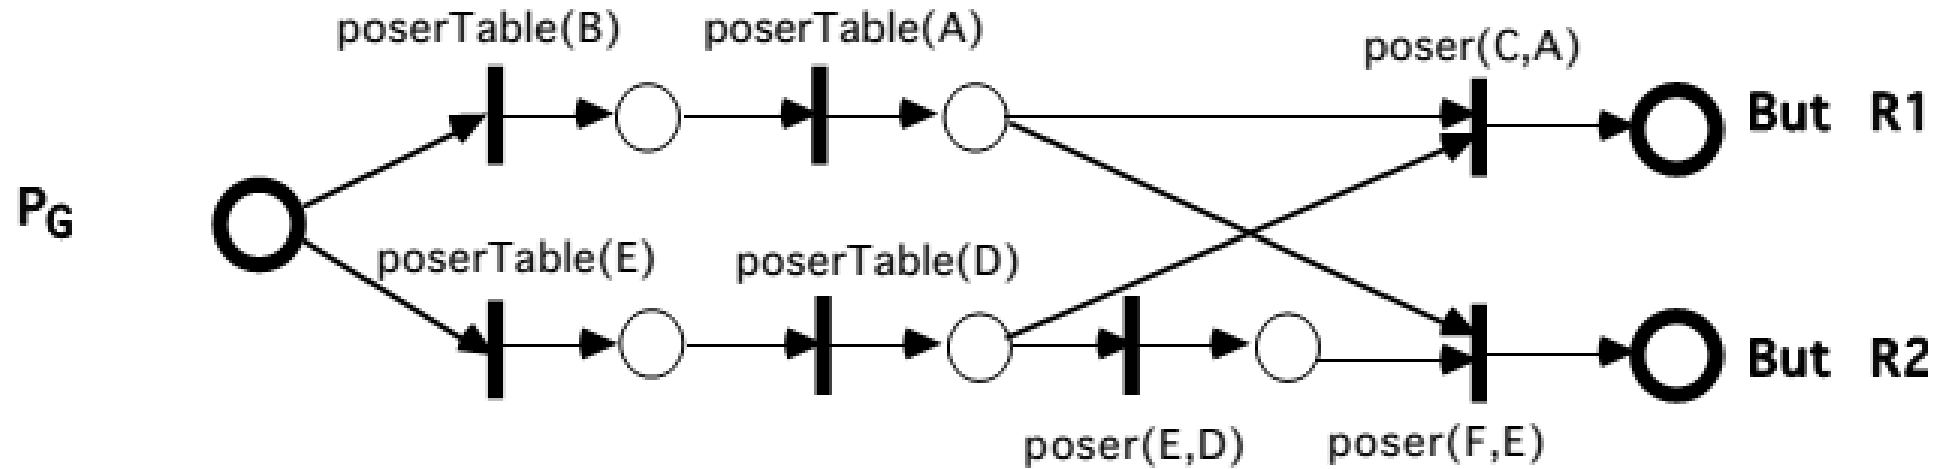 poserTable(B) poserTable(A)
poser(C,A)
But R1
PG
poserTable(E) poserTable(D)
But R2
poser(E,D) poser(F,E)